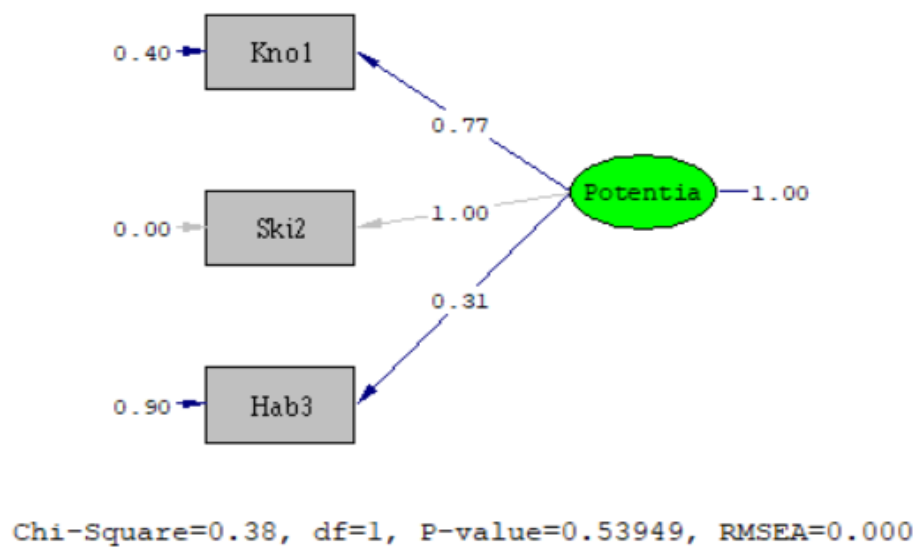 0.40
Kno1
0.77
Potentia
1.00
0.00
Ski2
1.00
0.31
0.90
Hab3
Chi-Square=0.38, df=1, P-value=0.53949, RMSEA=0.000